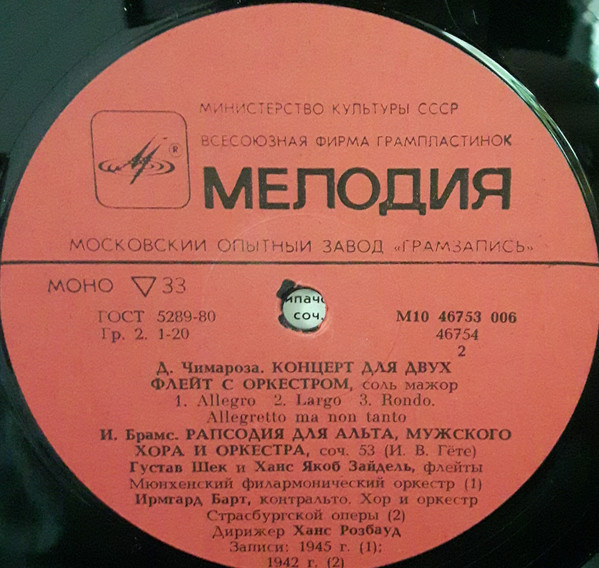 МИНИСТЕРСТВО КУЛЬТУРЫ СССР
ВСЕСОЮЗНАЯ ФИРМА ГРАМПЛАСТИНОК
®
МЕЛОДИЯ
МОСКОВСКИЙ ОПЫТНЫЙ ЗАВОД «ГРАМЗАПИСЬ»
МОНО ▽ 33
ГОСТ 5289-80
Гр. 2. 1-20
соч.
М10 46753 006
46754
2
Д. Чимароза. КОНЦЕРТ ДЛЯ ДВУХ
ФЛЕЙТ С ОРКЕСТРОМ, соль мажор
1. Allegro 2. Largo 3. Rondo.
Allegretto ma non tanto
И. Брамс. РАПСОДИЯ ДЛЯ АЛЬТА, МУЖСКОГО
ХОРА И ОРКЕСТРА, соч. 53 (И. В. Гёте)
Густав Шек и Ханс Якоб Зайдель, флейты
Мюнхенский филармонический оркестр (1)
Ирмгард Барт, контральто. Хор и оркестр
Страсбургской оперы (2)
Дирижер Ханс Розбауд
Записи: 1945 г. (1);
1942 г. (2)